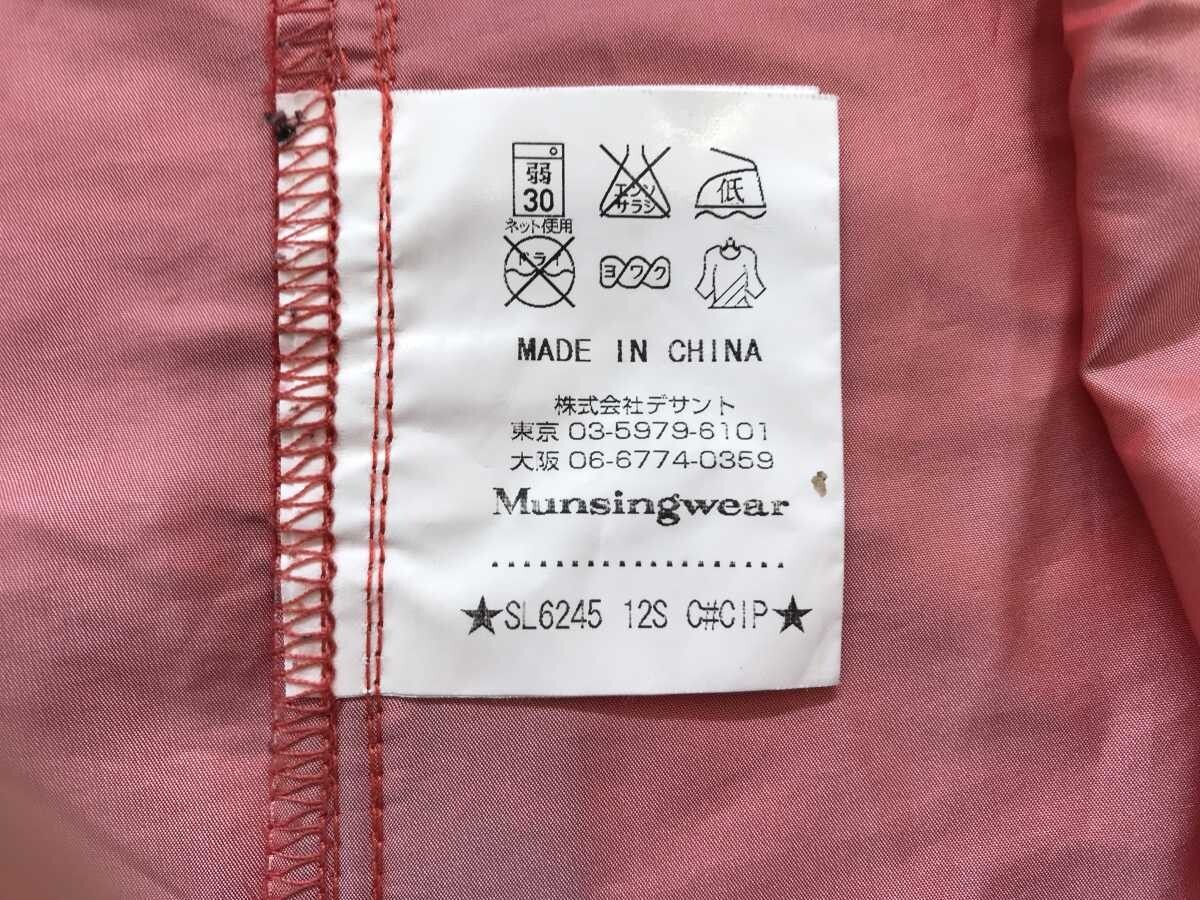 弱
30
ネット使用
エンソ
サラシ
低
ドライ
ヨワク
MADE IN CHINA
株式会社デサント
東京 03-5979-6101
大阪 06-6774-0359
Munsingwear
★SL6245 12S C#CIP★